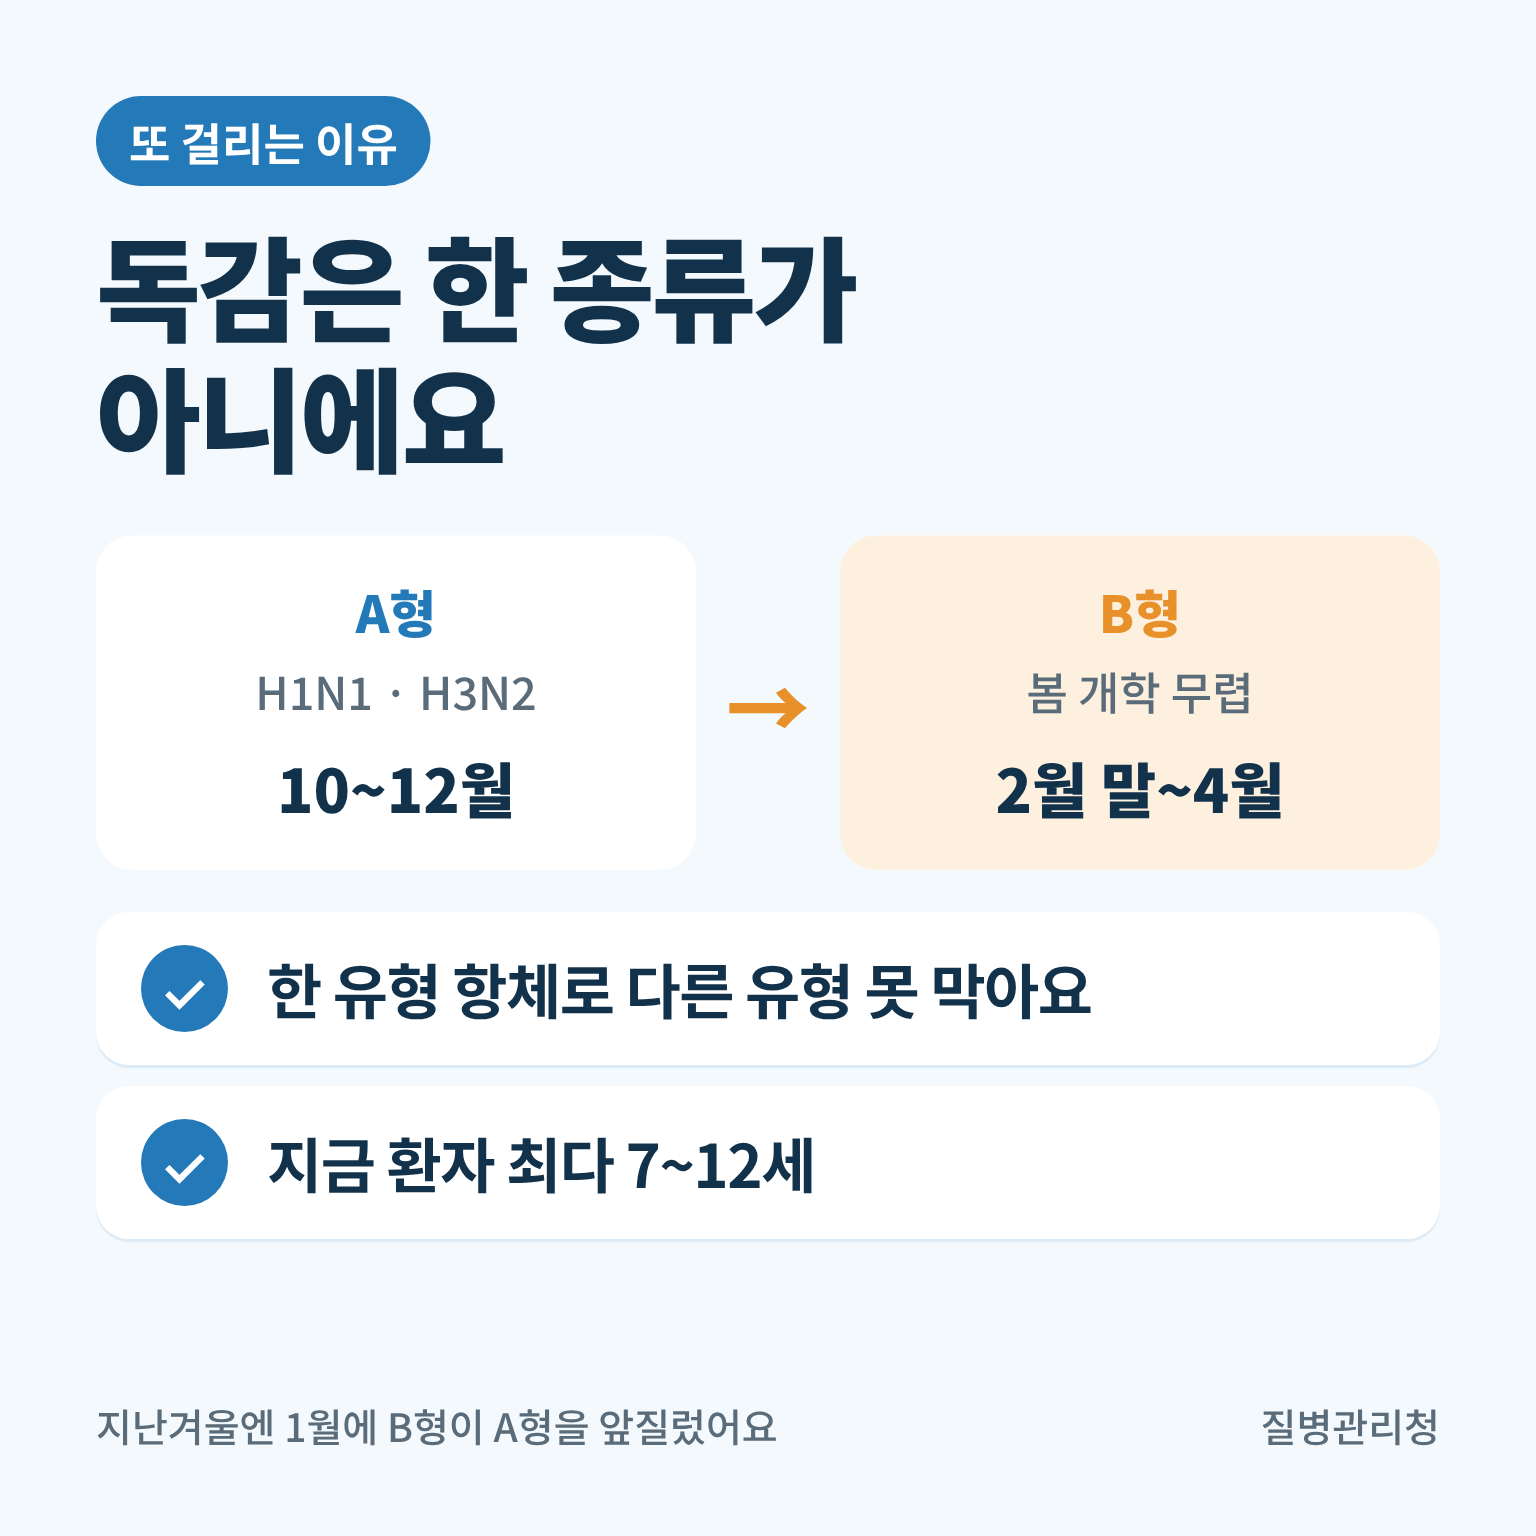 또 걸리는 이유
독감은 한 종류가
아니에요
A형
H1N1 · H3N2
10~12월
→
B형
봄 개학 무렵
2월 말~4월
한 유형 항체로 다른 유형 못 막아요
지금 환자 최다 7~12세
지난겨울엔 1월에 B형이 A형을 앞질렀어요
질병관리청